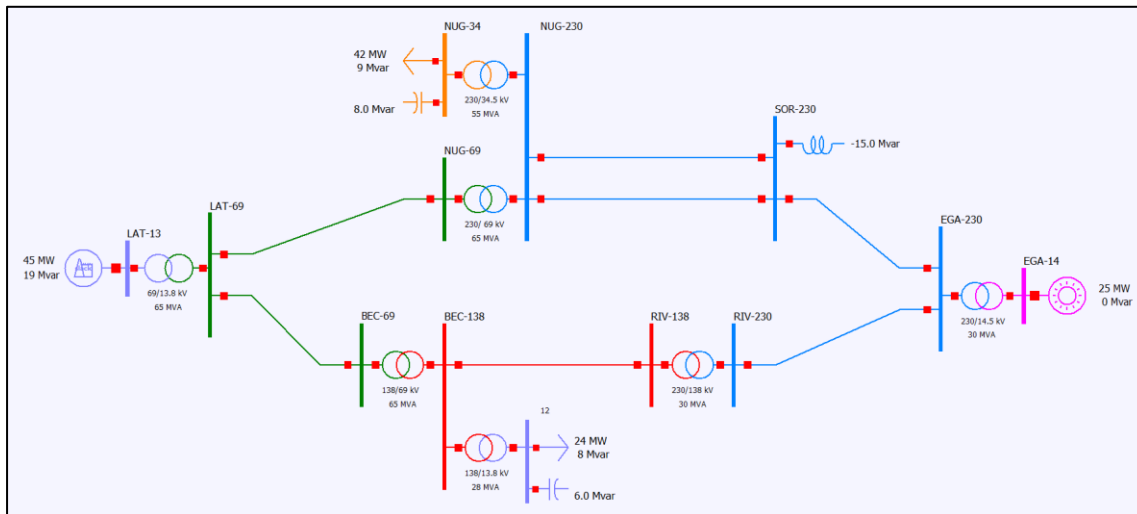 NUG-34
NUG-230
42 MW
9 Mvar
230/34.5 kV
55 MVA
8.0 Mvar
SOR-230
-15.0 Mvar
NUG-69
230/ 69 kV
65 MVA
LAT-69
LAT-13
45 MW
19 Mvar
69/13.8 kV
65 MVA
EGA-230
EGA-14
25 MW
0 Mvar
230/14.5 kV
30 MVA
BEC-69
BEC-138
RIV-138
RIV-230
138/69 kV
65 MVA
230/138 kV
30 MVA
12
24 MW
8 Mvar
138/13.8 kV
28 MVA
6.0 Mvar